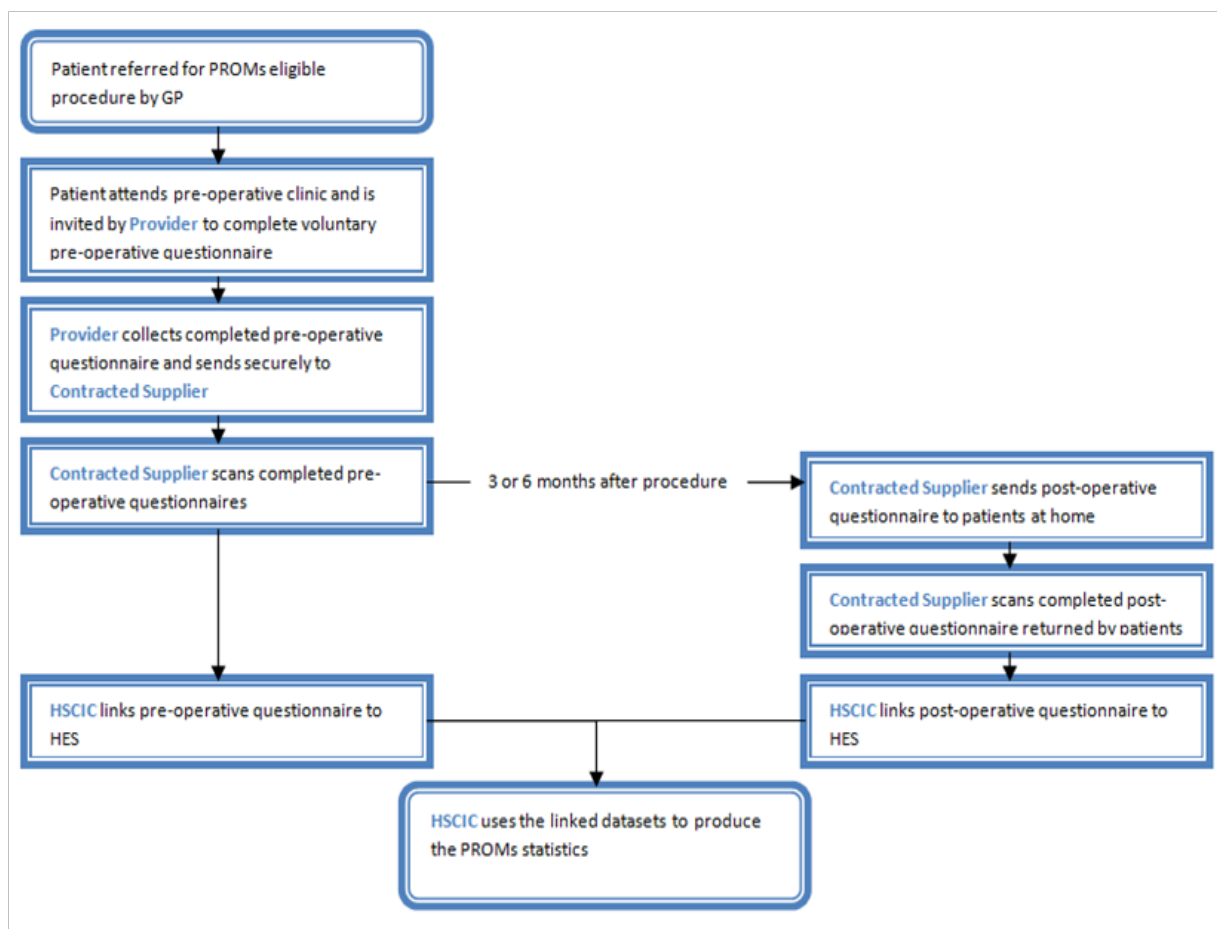 Patient referred for PROMs eligible
procedure by GP
Patient attends pre-operative clinic and is
invited by Provider to complete voluntary
pre-operative questionnaire
Provider collects completed pre-operative
questionnaire and sends securely to
Contracted Supplier
Contracted Supplier scans completed pre-
operative questionnaires
3 or 6 months after procedure
Contracted Supplier sends post-operative
questionnaire to patients at home
Contracted Supplier scans completed post-
operative questionnaire returned by patients
HSCIC links pre-operative questionnaire to
HES
HSCIC links post-operative questionnaire to
HES
HSCIC uses the linked datasets to produce
the PROMs statistics